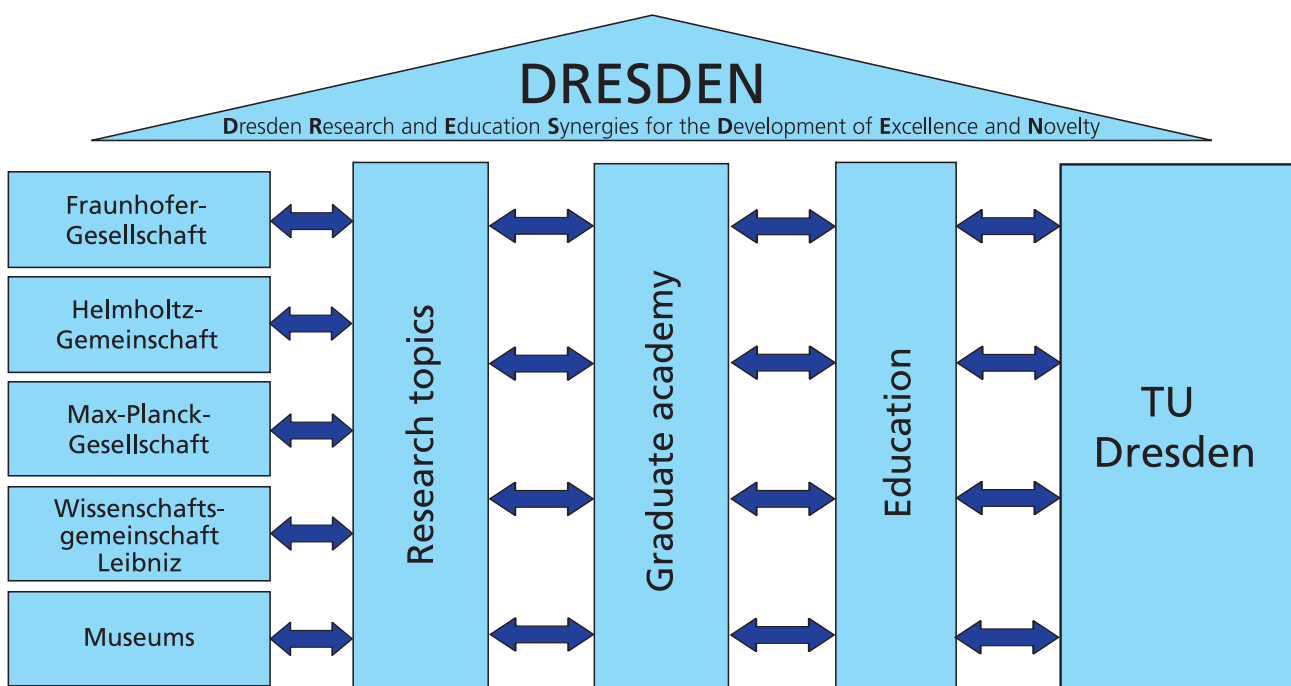 DRESDEN
Dresden Research and Education Synergies for the Development of Excellence and Novelty
Fraunhofer-
Gesellschaft
Helmholtz-
Gemeinschaft
Max-Planck-
Gesellschaft
Wissenschafts-
gemeinschaft
Leibniz
Museums
Research topics
Graduate academy
Education
TU
Dresden